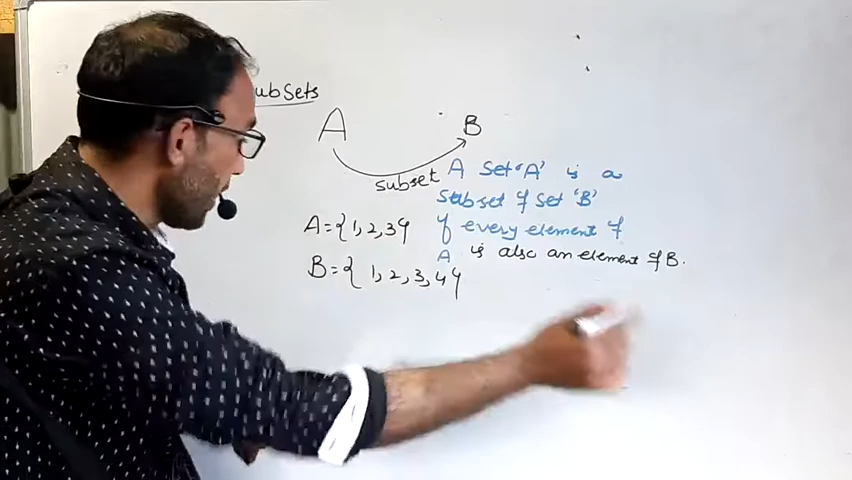 ubSets
A B
subset
A Set 'A' is a
subset of set 'B'
if every element of
A is also an element of B.
A = {1, 2, 3}
B = { 1, 2, 3, 4}